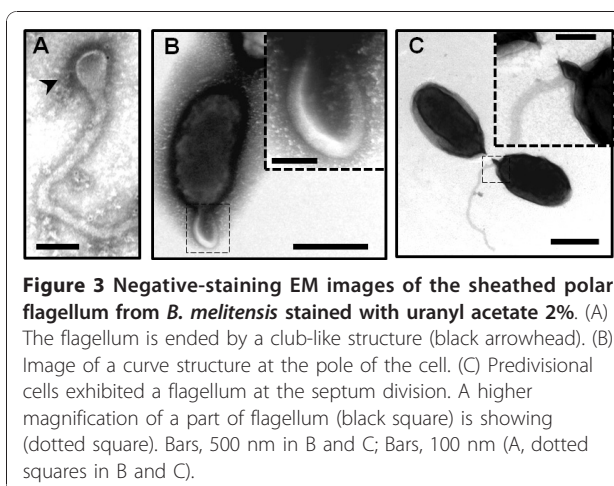 A
B
C
Figure 3 Negative-staining EM images of the sheathed polar
flagellum from B. melitensis stained with uranyl acetate 2%. (A)
The flagellum is ended by a club-like structure (black arrowhead). (B)
Image of a curve structure at the pole of the cell. (C) Predivisional
cells exhibited a flagellum at the septum division. A higher
magnification of a part of flagellum (black square) is showing
(dotted square). Bars, 500 nm in B and C; Bars, 100 nm (A, dotted
squares in B and C).